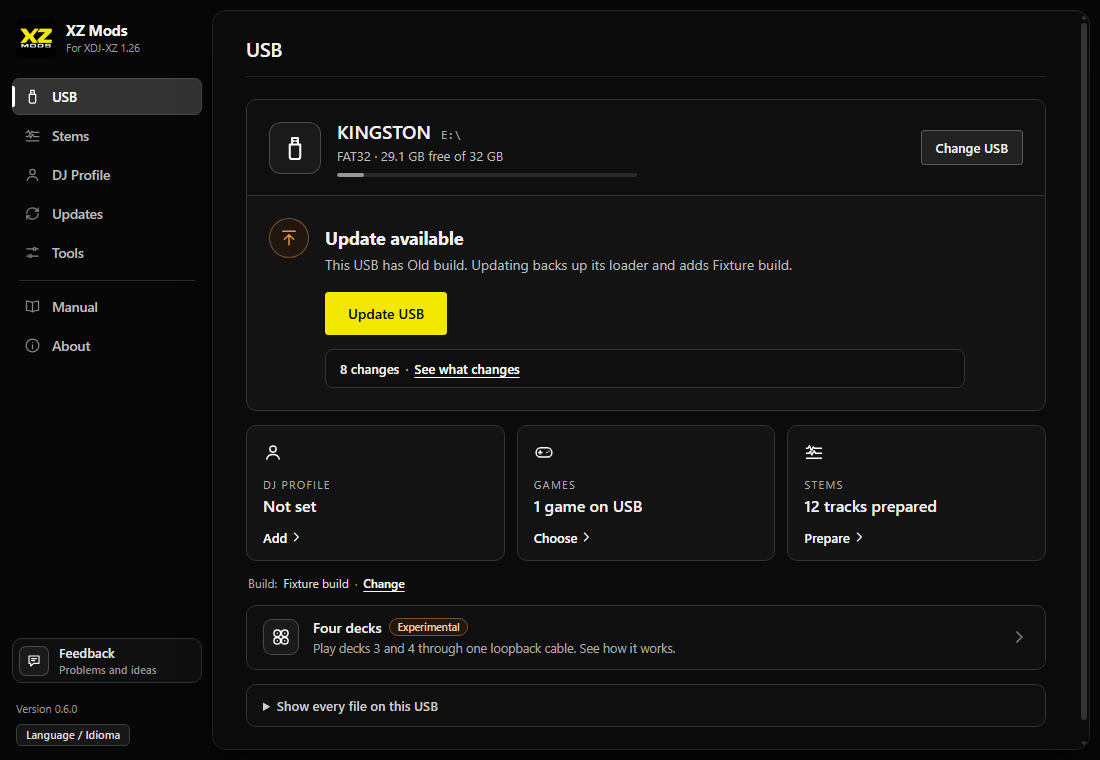 XZ MODS
XZ Mods
For XDJ-XZ 1.26
USB
Stems
DJ Profile
Updates
Tools
Manual
About
Feedback
Problems and ideas
Version 0.6.0
Language / Idioma
USB
KINGSTON E:\
FAT32 · 29.1 GB free of 32 GB
Change USB
Update available
This USB has Old build. Updating backs up its loader and adds Fixture build.
Update USB
8 changes · See what changes
DJ PROFILE
Not set
Add
GAMES
1 game on USB
Choose
STEMS
12 tracks prepared
Prepare
Build: Fixture build · Change
Four decks Experimental
Play decks 3 and 4 through one loopback cable. See how it works.
Show every file on this USB